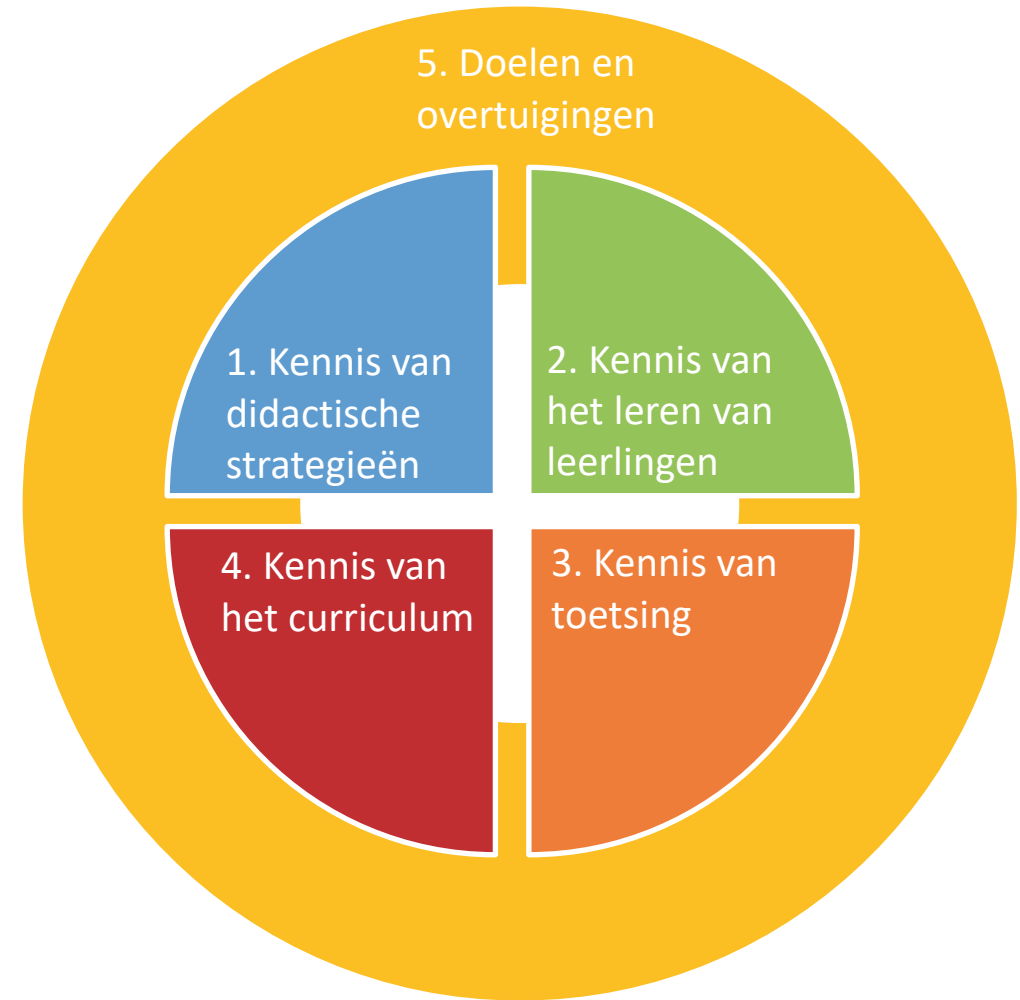 5. Doelen en
overtuigingen
1. Kennis van
didactische
strategieën
2. Kennis van
het leren van
leerlingen
4. Kennis van
het curriculum
3. Kennis van
toetsing